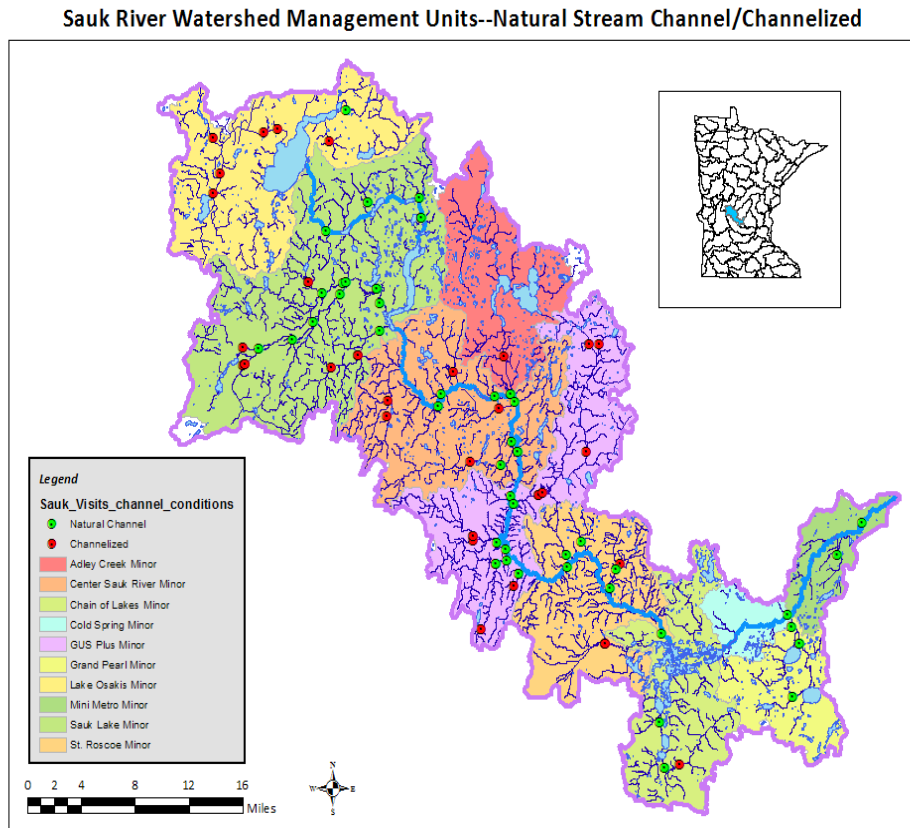 Sauk River Watershed Management Units--Natural Stream Channel/Channelized
Legend
Sauk_Visits_channel_conditions
Natural Channel
Channelized
Adley Creek Minor
Center Sauk River Minor
Chain of Lakes Minor
Cold Spring Minor
GUS Plus Minor
Grand Pearl Minor
Lake Osakis Minor
Mini Metro Minor
Sauk Lake Minor
St. Roscoe Minor
0 2 4 8 12 16
Miles
N
W E
S